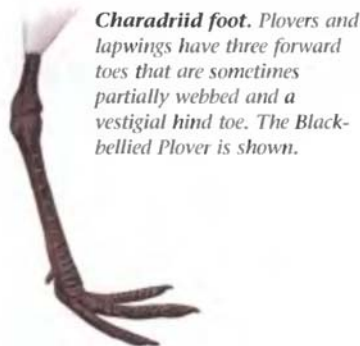 Charadriid foot. Plovers and
lapwings have three forward
toes that are sometimes
partially webbed and a
vestigial hind toe. The Black-
bellied Plover is shown.